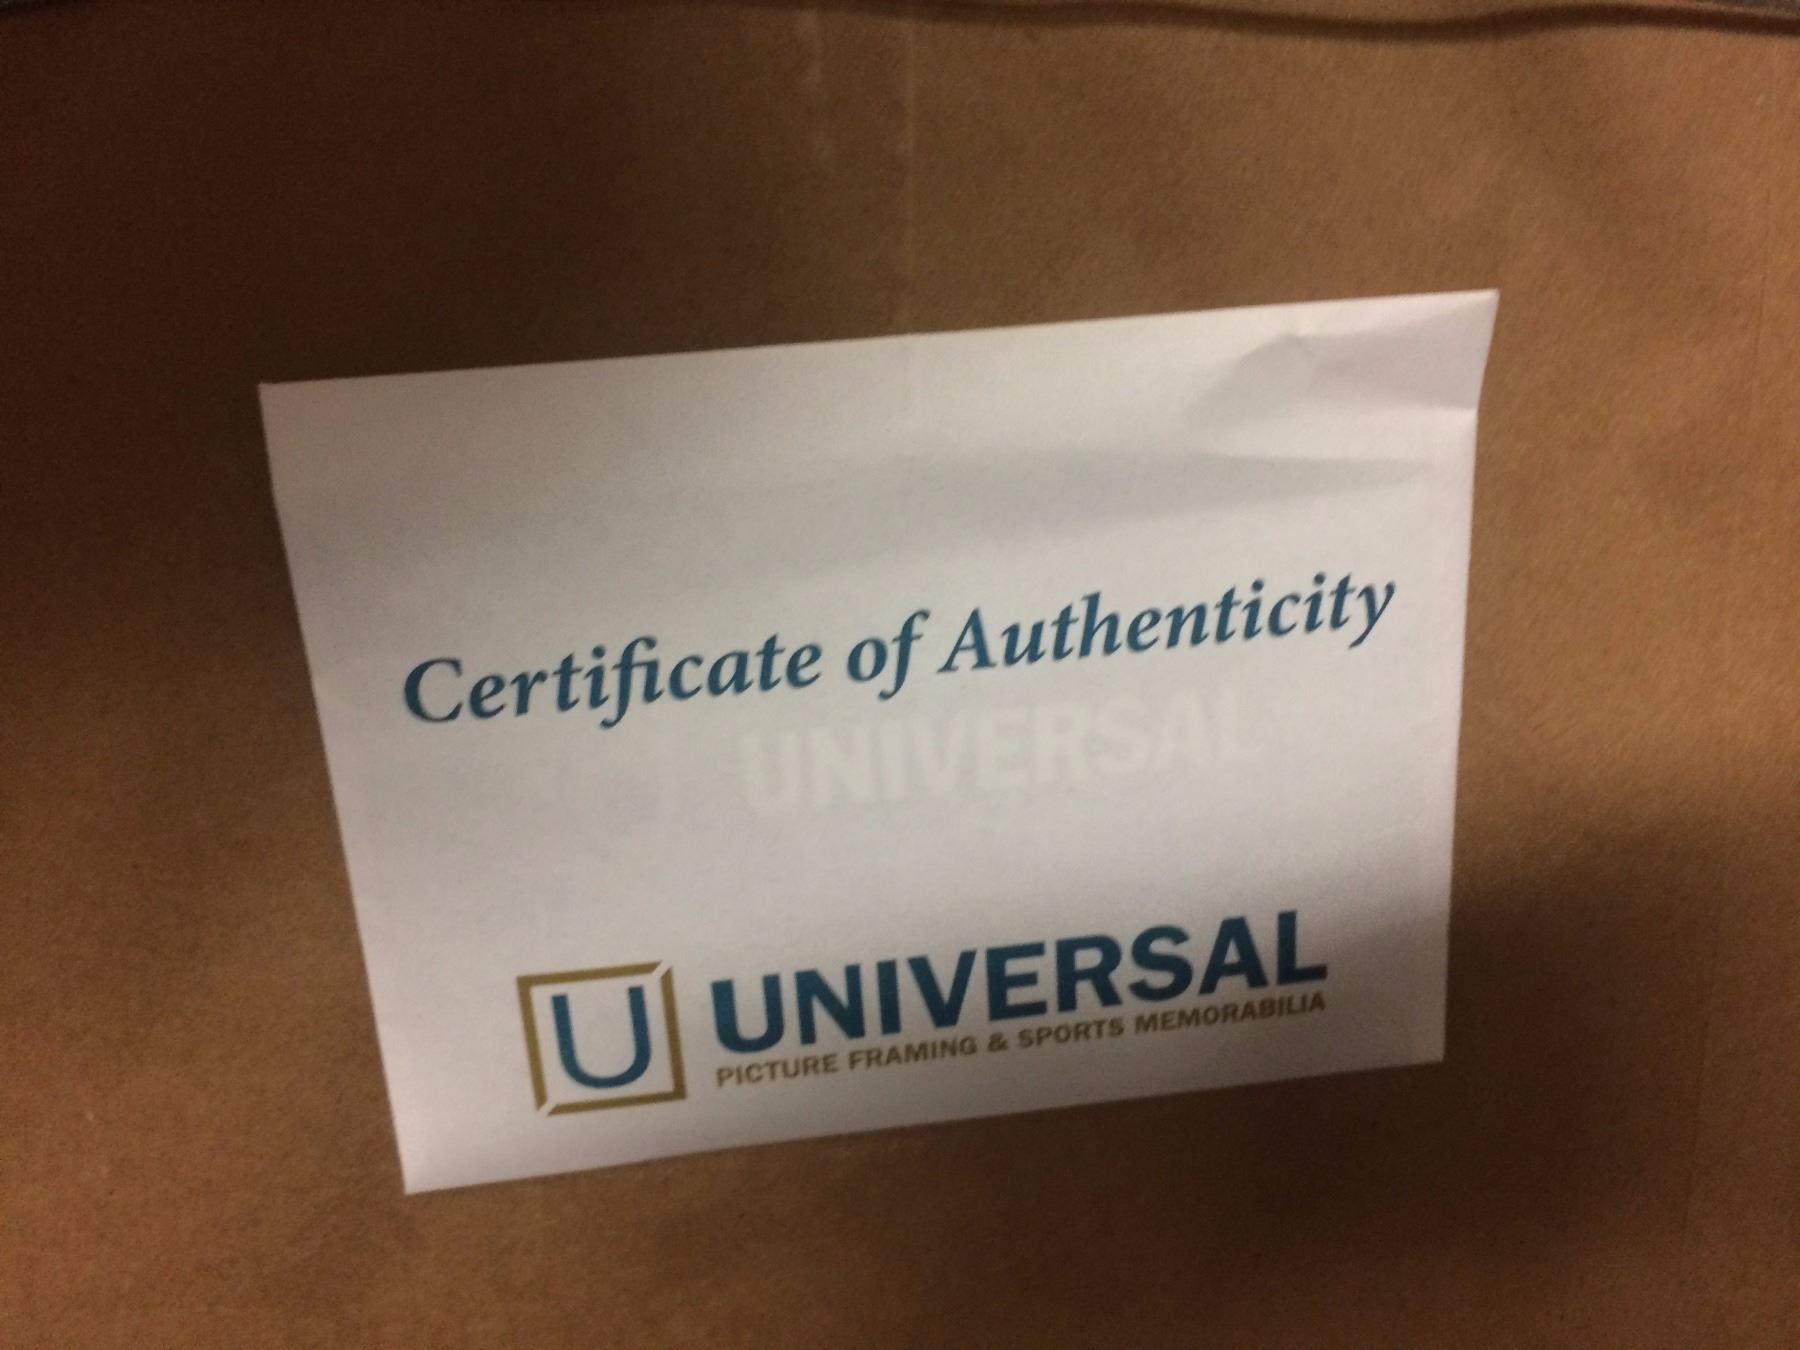 Certificate of Authenticity
UNIVERSAL
U
UNIVERSAL
PICTURE FRAMING & SPORTS MEMORABILIA